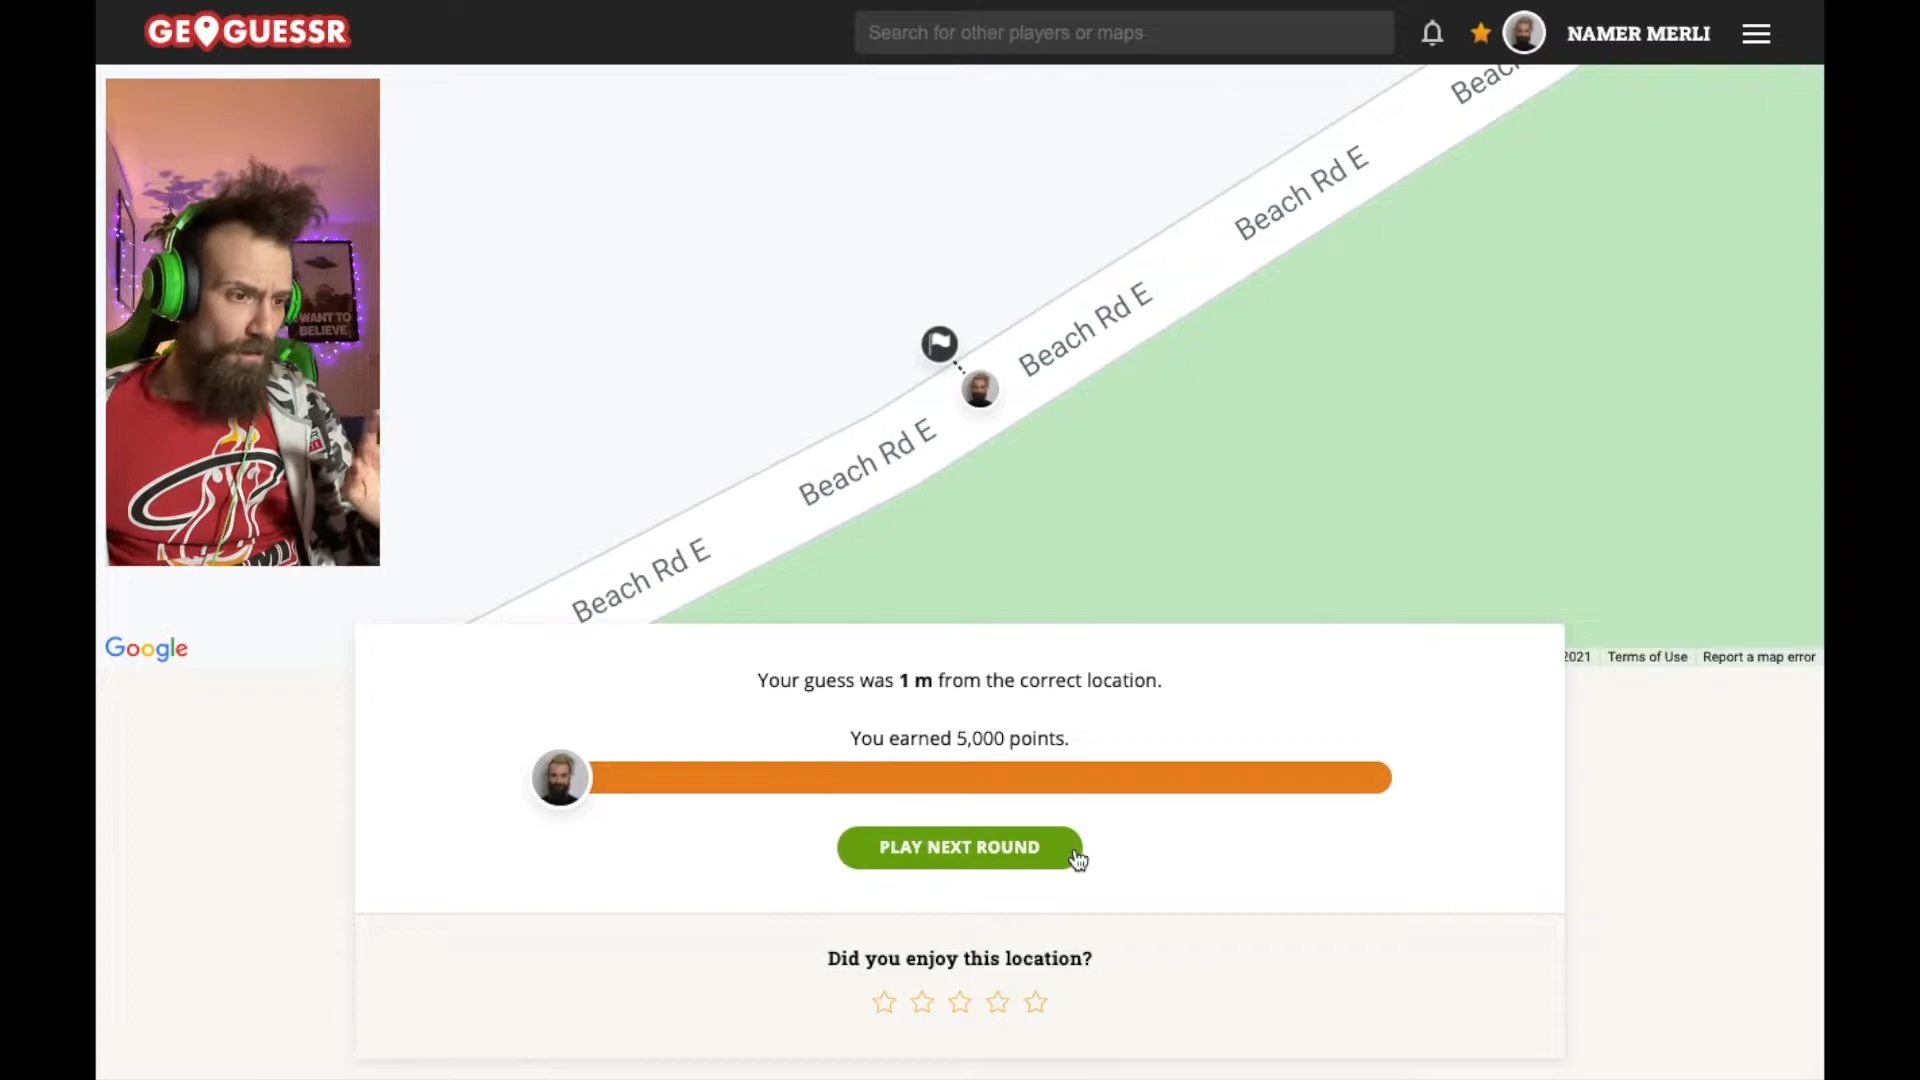 GEOGUESSR
Search for other players or maps
NAMER MERLI
Beach Rd E
Beach Rd E
Beach Rd E
Beach Rd E
WANT TO
BELIEVE
Google
2021
Terms of Use
Report a map error
Your guess was 1 m from the correct location.
You earned 5,000 points.
PLAY NEXT ROUND
Did you enjoy this location?